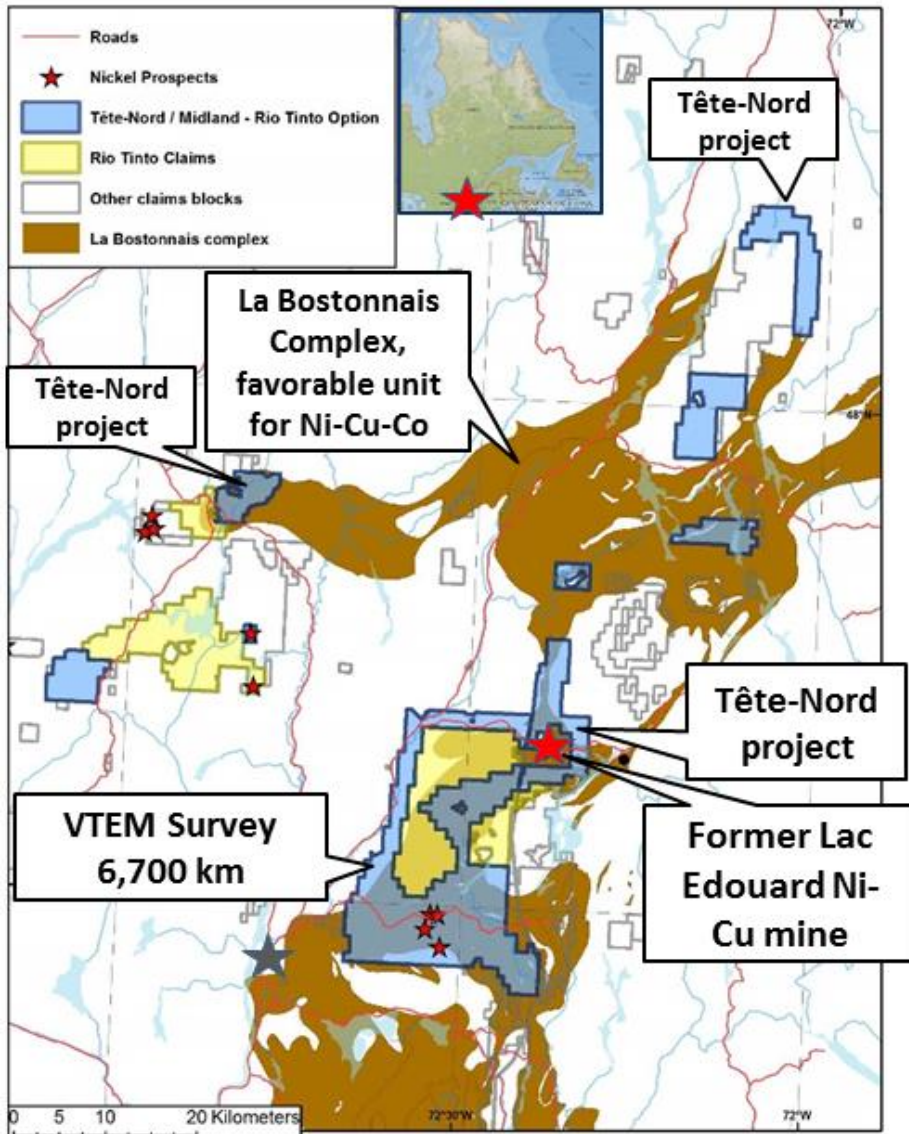 Roads
Nickel Prospects
Tête-Nord / Midland - Rio Tinto Option
Rio Tinto Claims
Other claims blocks
La Bostonnais complex
72°W
Tête-Nord
project
La Bostonnais
Complex,
favorable unit
for Ni-Cu-Co
Tête-Nord
project
48°N
Tête-Nord
project
VTEM Survey
6,700 km
Former Lac
Edouard Ni-
Cu mine
0 5 10 20 Kilometers
72°30'
72°W